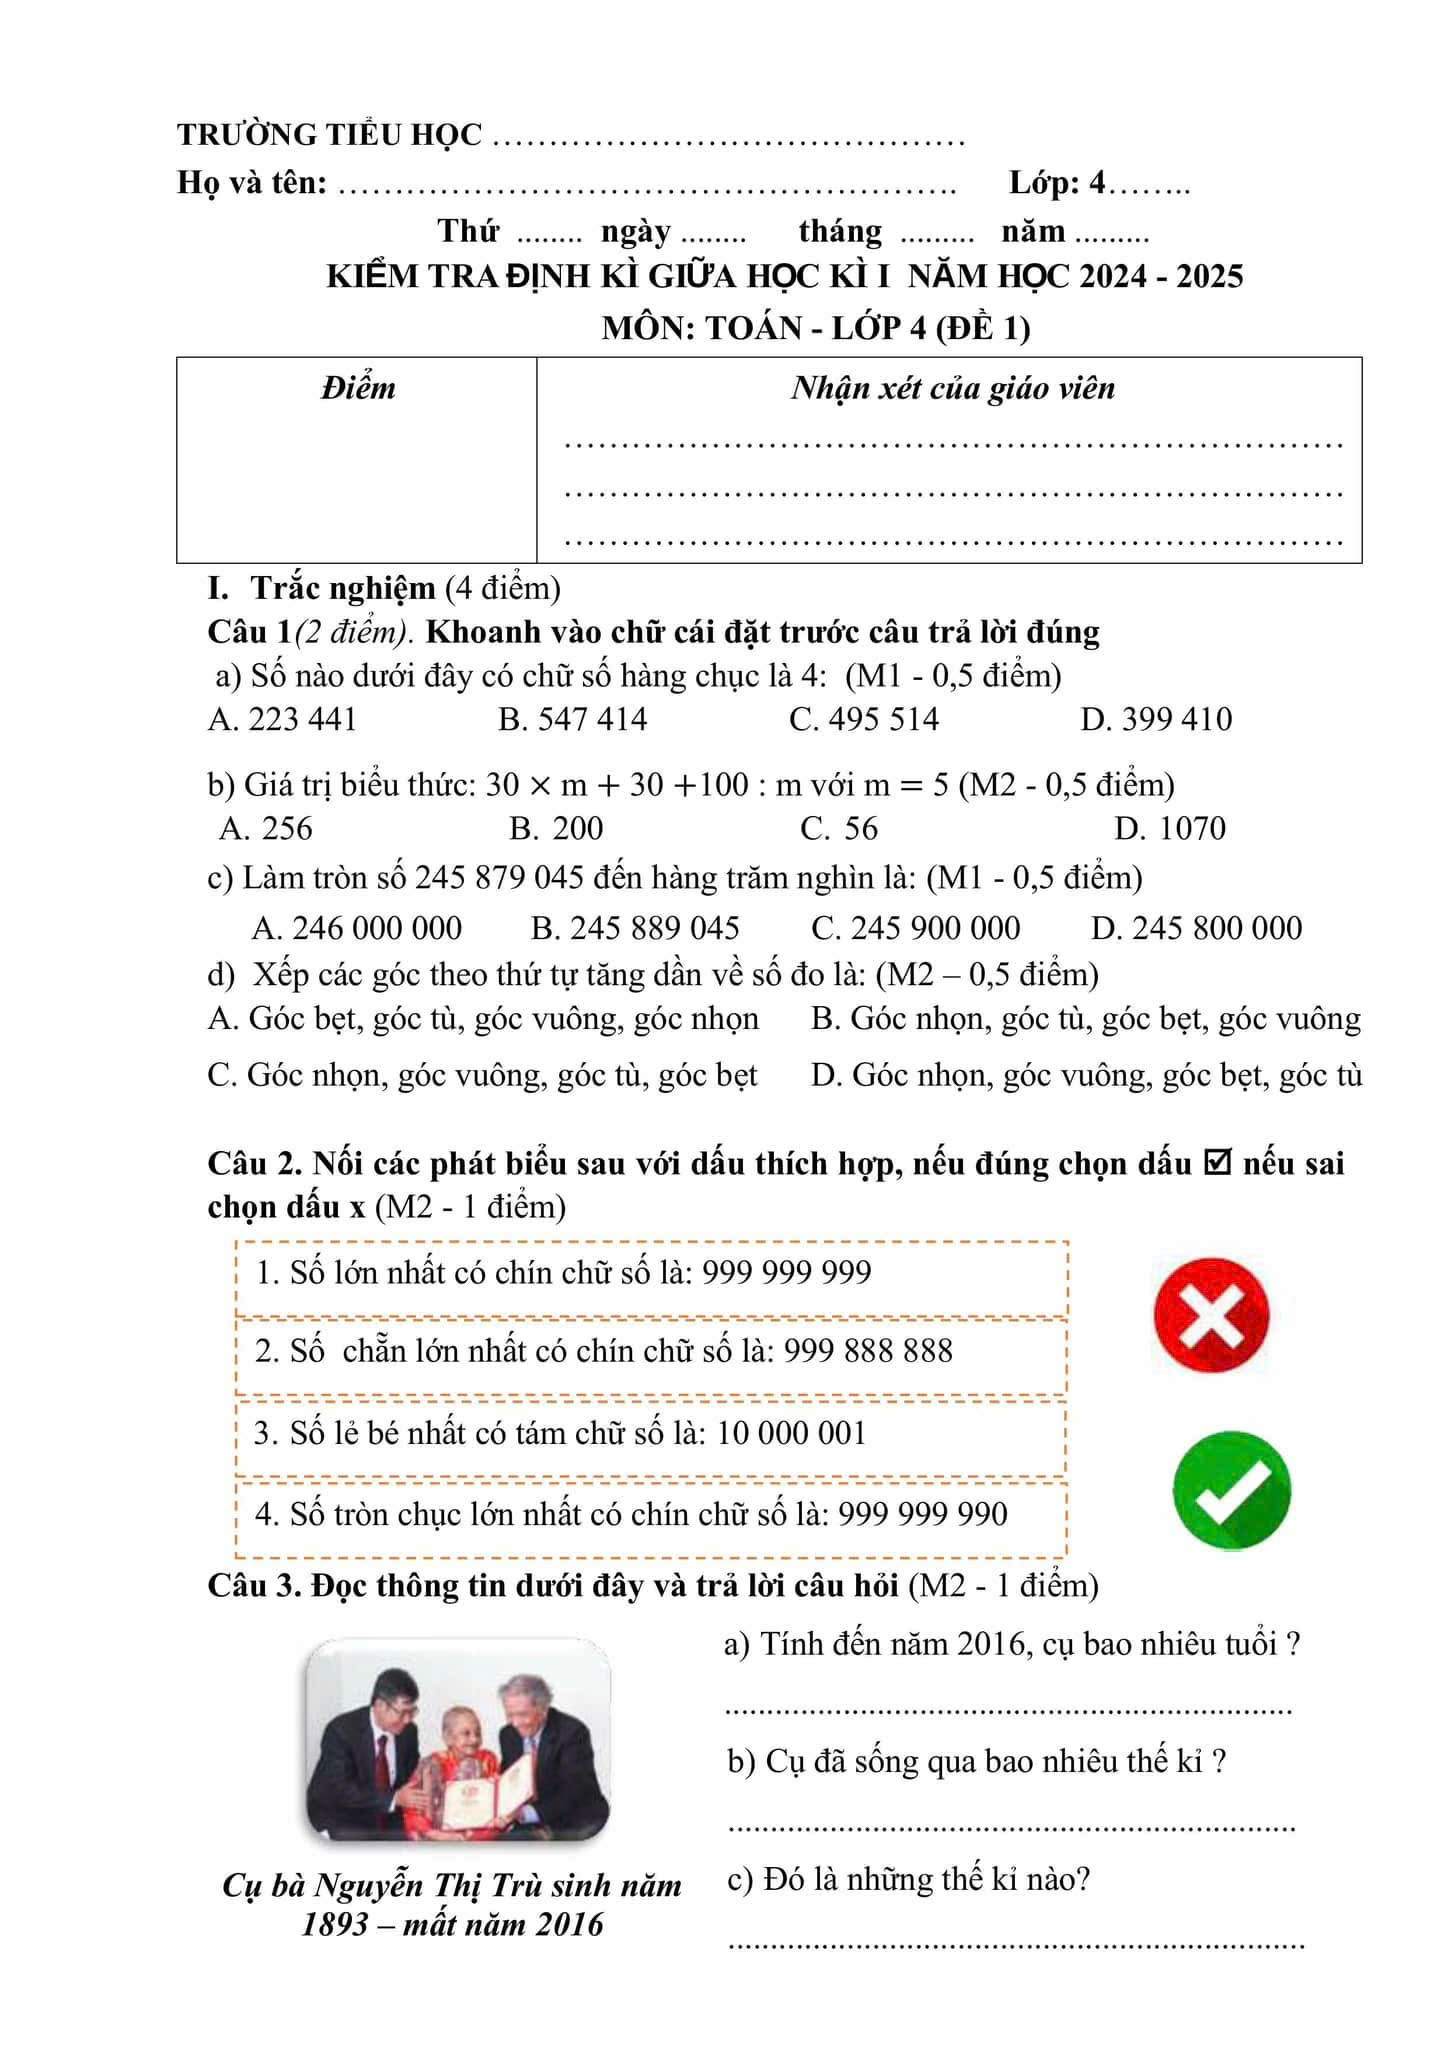 TRƯỜNG TIỂU HỌC ..........................................
Họ và tên: ....................................................... Lớp: 4........
Thứ ........ ngày ........ tháng ......... năm .........
KIỂM TRA ĐỊNH KÌ GIỮA HỌC KÌ I NĂM HỌC 2024 - 2025
MÔN: TOÁN - LỚP 4 (ĐỀ 1)
Điểm Nhận xét của giáo viên
......................................................................
......................................................................
......................................................................
I. Trắc nghiệm (4 điểm)
Câu 1(2 điểm). Khoanh vào chữ cái đặt trước câu trả lời đúng
a) Số nào dưới đây có chữ số hàng chục là 4: (M1 - 0,5 điểm)
A. 223 441 B. 547 414 C. 495 514 D. 399 410
b) Giá trị biểu thức: 30 × m + 30 +100 : m với m = 5 (M2 - 0,5 điểm)
A. 256 B. 200 C. 56 D. 1070
c) Làm tròn số 245 879 045 đến hàng trăm nghìn là: (M1 - 0,5 điểm)
A. 246 000 000 B. 245 889 045 C. 245 900 000 D. 245 800 000
d) Xếp các góc theo thứ tự tăng dần về số đo là: (M2 – 0,5 điểm)
A. Góc bẹt, góc tù, góc vuông, góc nhọn B. Góc nhọn, góc tù, góc bẹt, góc vuông
C. Góc nhọn, góc vuông, góc tù, góc bẹt D. Góc nhọn, góc vuông, góc bẹt, góc tù
Câu 2. Nối các phát biểu sau với dấu thích hợp, nếu đúng chọn dấu ☑ nếu sai
chọn dấu x (M2 - 1 điểm)
1. Số lớn nhất có chín chữ số là: 999 999 999
2. Số chẵn lớn nhất có chín chữ số là: 999 888 888
3. Số lẻ bé nhất có tám chữ số là: 10 000 001
4. Số tròn chục lớn nhất có chín chữ số là: 999 999 990
Câu 3. Đọc thông tin dưới đây và trả lời câu hỏi (M2 - 1 điểm)
a) Tính đến năm 2016, cụ bao nhiêu tuổi ?
......................................................................
b) Cụ đã sống qua bao nhiêu thế kỉ ?
......................................................................
Cụ bà Nguyễn Thị Trù sinh năm
1893 – mất năm 2016
c) Đó là những thế kỉ nào?
......................................................................